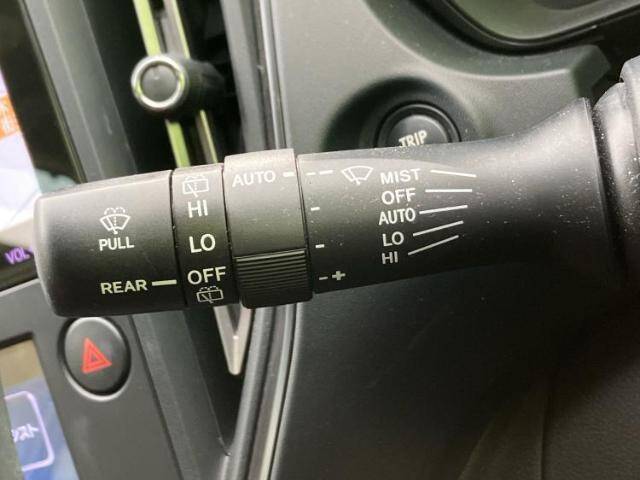 TRIP
AUTO
MIST
OFF
AUTO
LO
HI
- +
HI
LO
OFF
PULL
REAR
VOL